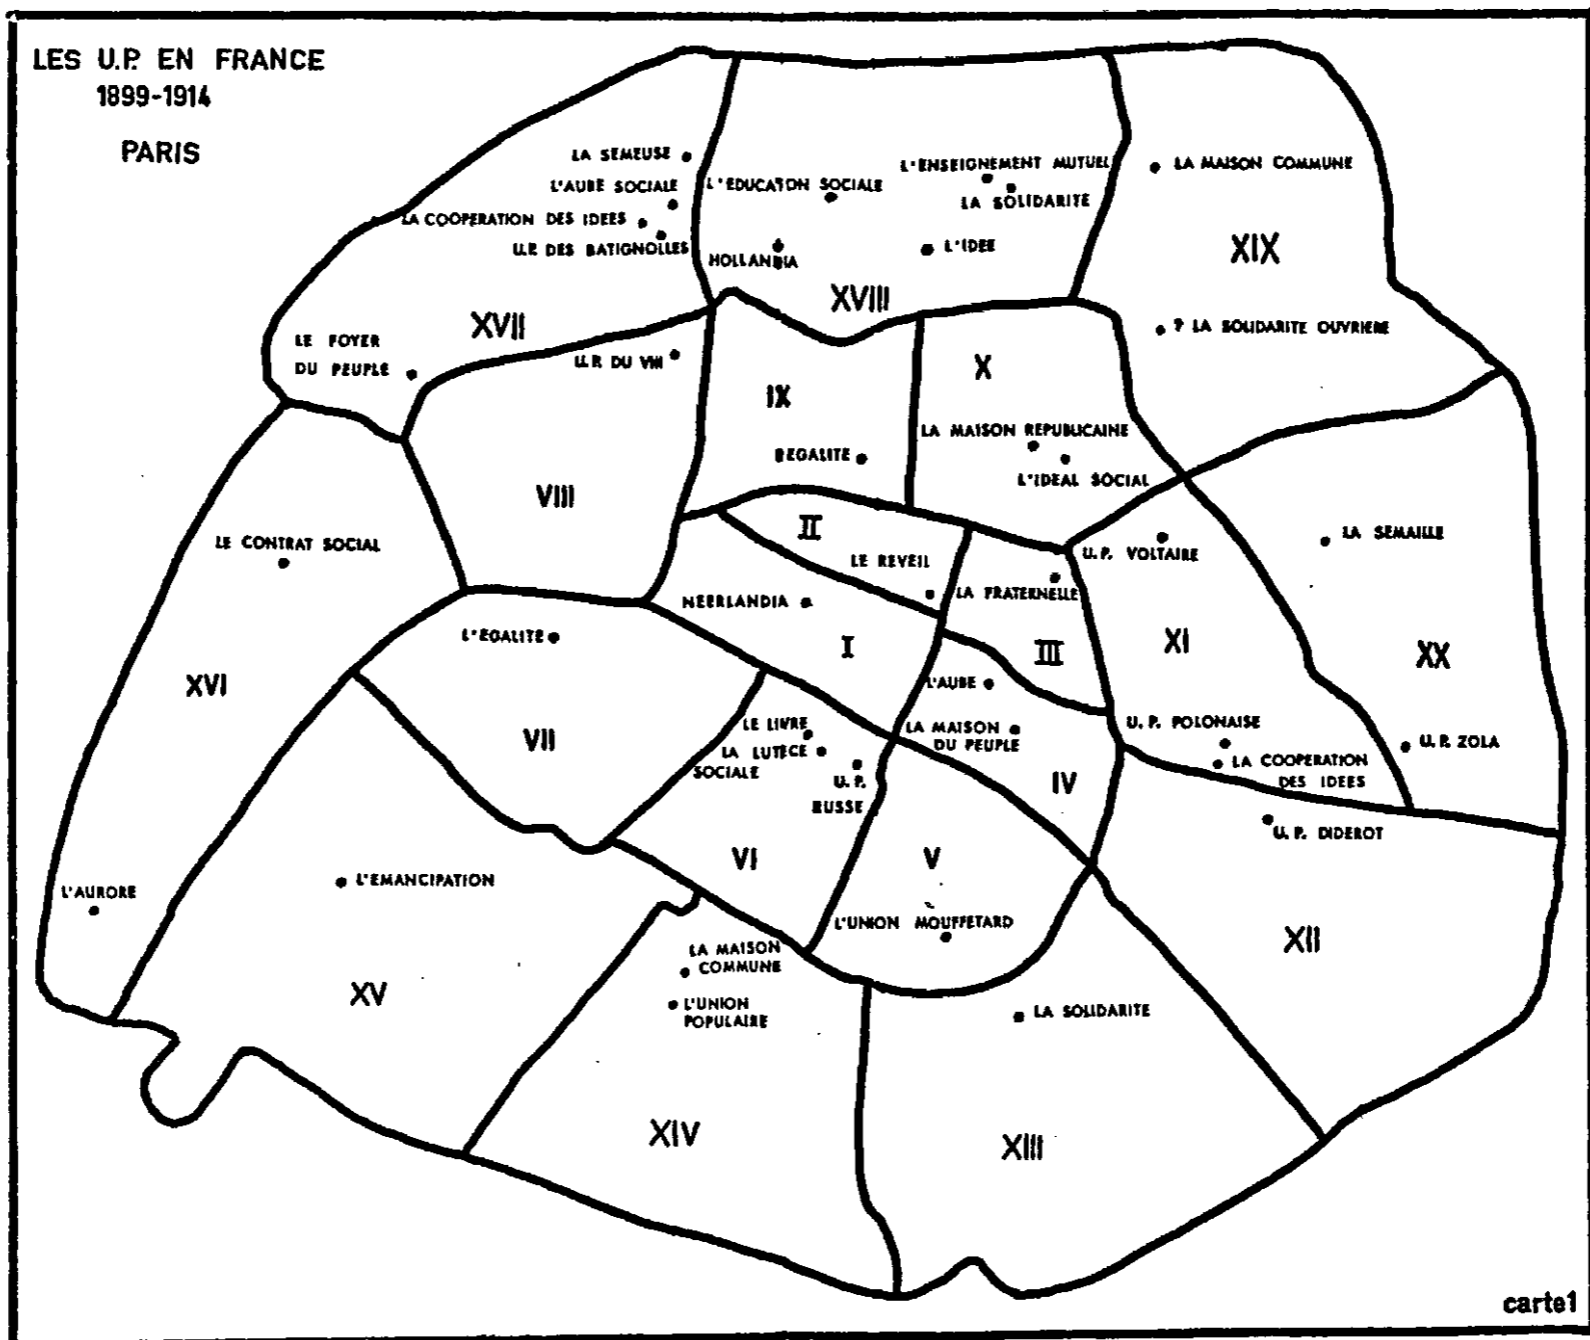 LES U.P. EN FRANCE
1899-1914
PARIS
LA SEMEUSE
L'AUBE SOCIALE
LA COOPERATION DES IDEES
U.P. DES BATIGNOLLES
L'EDUCATION SOCIALE
L'ENSEIGNEMENT MUTUEL
LA SOLIDARITE
HOLLANDIA
L'IDEE
LA MAISON COMMUNE
XIX
XVIII
XVII
LE FOYER
DU PEUPLE
U.P. DU VIII
? LA SOLIDARITE OUVRIERE
IX
X
LA MAISON REPUBLICAINE
REGALITE
L'IDEAL SOCIAL
VIII
II
LE CONTRAT SOCIAL
U.P. VOLTAIRE
LA SEMAILLE
LE REVEIL
LA FRATERNELLE
NEERLANDIA
L'EGALITE
I
III
XI
XX
XVI
L'AUBE
VII
LE LIVRE
LA LUTECE
SOCIALE
U.P.
RUSSE
LA MAISON
DU PEUPLE
U.P. POLONAISE
LA COOPERATION
DES IDEES
U.P. ZOLA
IV
U.P. DIDEROT
VI
V
L'EMANCIPATION
L'AURORE
L'UNION MOUFFETARD
XII
LA MAISON
COMMUNE
L'UNION
POPULAIRE
XV
LA SOLIDARITE
XIV
XIII
carte1